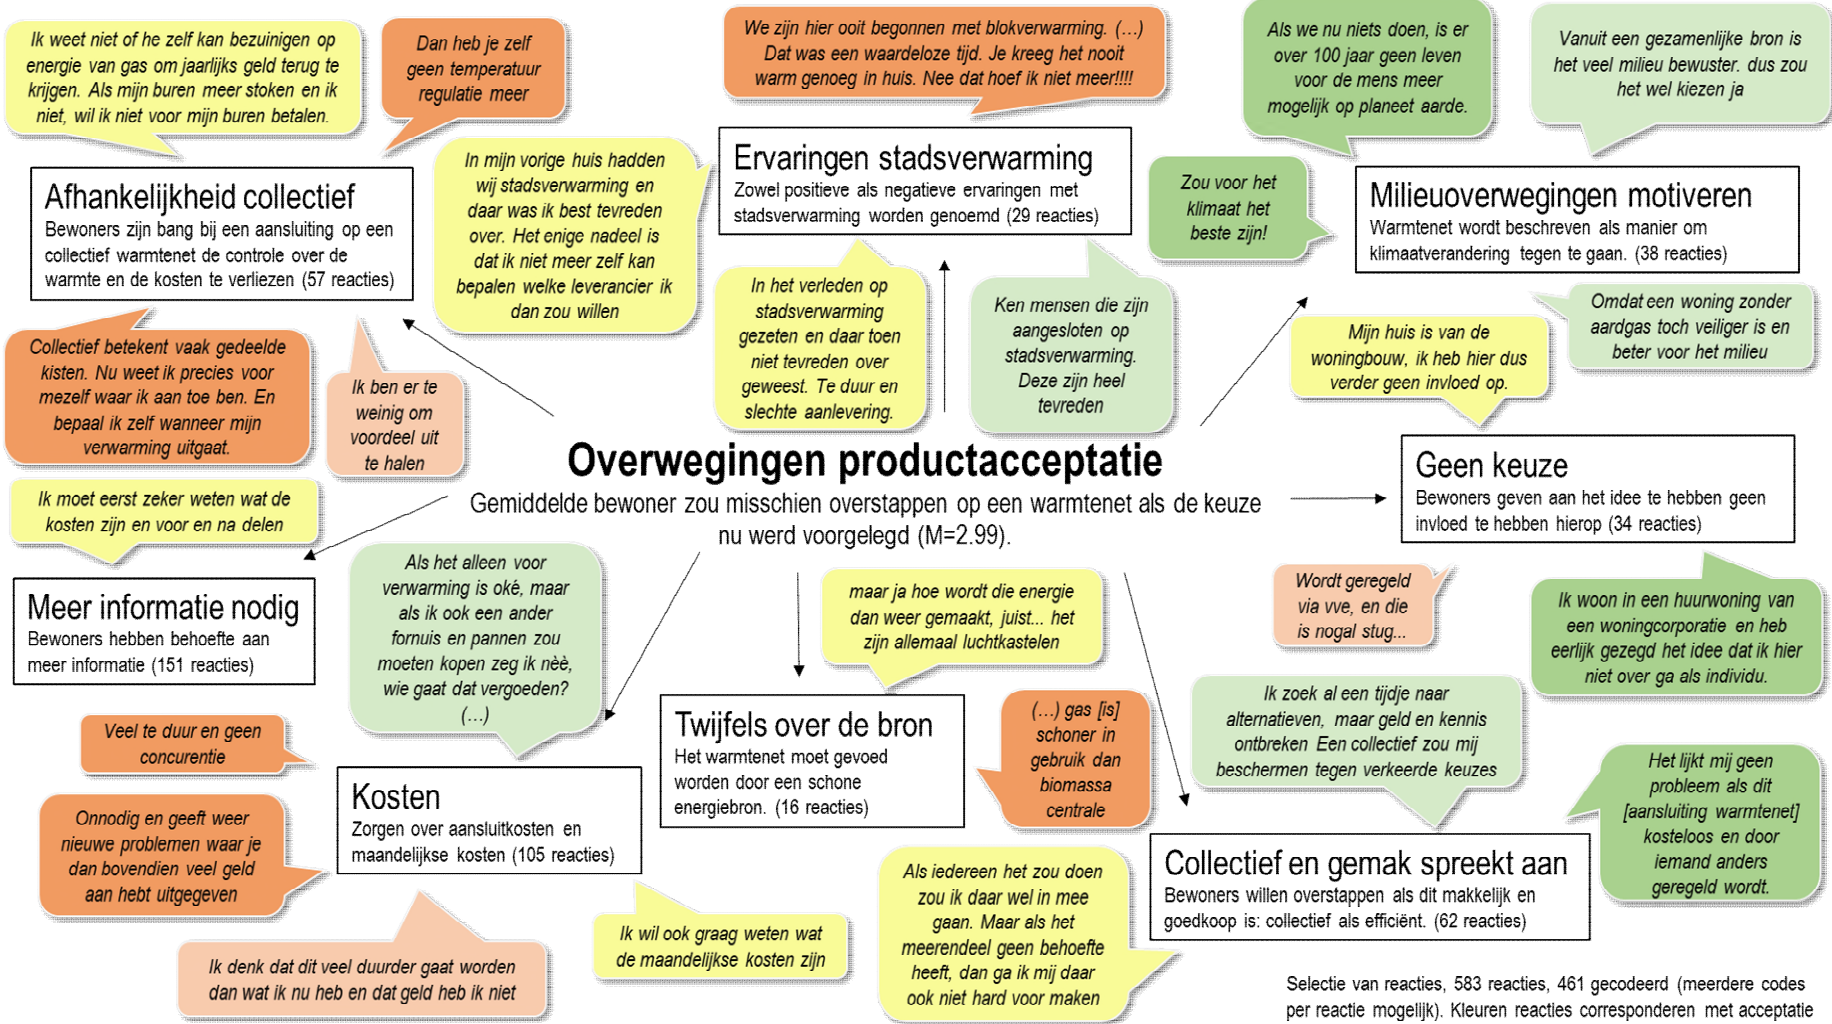 Ik weet niet of he zelf kan bezuinigen op
energie van gas om jaarlijks geld terug te
krijgen. Als mijn buren meer stoken en ik
niet, wil ik niet voor mijn buren betalen.
Dan heb je zelf
geen temperatuur
regulatie meer
We zijn hier ooit begonnen met blokverwarming. (…)
Dat was een waardeloze tijd. Je kreeg het nooit
warm genoeg in huis. Nee dat hoef ik niet meer!!!!
Als we nu niets doen, is er
over 100 jaar geen leven
voor de mens meer
mogelijk op planeet aarde.
Vanuit een gezamenlijke bron is
het veel milieu bewuster. dus zou
het wel kiezen ja
Afhankelijkheid collectief
Bewoners zijn bang bij een aansluiting op een
collectief warmtenet de controle over de
warmte en de kosten te verliezen (57 reacties)
In mijn vorige huis hadden
wij stadsverwarming en
daar was ik best tevreden
over. Het enige nadeel is
dat ik niet meer zelf kan
bepalen welke leverancier ik
dan zou willen
Ervaringen stadsverwarming
Zowel positieve als negatieve ervaringen met
stadsverwarming worden genoemd (29 reacties)
Zou voor het
klimaat het
beste zijn!
Milieuoverwegingen motiveren
Warmtenet wordt beschreven als manier om
klimaatverandering tegen te gaan. (38 reacties)
In het verleden op
stadsverwarming
gezeten en daar toen
niet tevreden over
geweest. Te duur en
slechte aanlevering.
Ken mensen die zijn
aangesloten op
stadsverwarming.
Deze zijn heel
tevreden
Mijn huis is van de
woningbouw, ik heb hier dus
verder geen invloed op.
Omdat een woning zonder
aardgas toch veiliger is en
beter voor het milieu
Collectief betekent vaak gedeelde
kisten. Nu weet ik precies voor
mezelf waar ik aan toe ben. En
bepaal ik zelf wanneer mijn
verwarming uitgaat.
Ik ben er te
weinig om
voordeel uit
te halen
Overwegingen productacceptatie
Gemiddelde bewoner zou misschien overstappen op een warmtenet als de keuze
nu werd voorgelegd (M=2.99).
Geen keuze
Bewoners geven aan het idee te hebben geen
invloed te hebben hierop (34 reacties)
Ik moet eerst zeker weten wat de
kosten zijn en voor en na delen
Meer informatie nodig
Bewoners hebben behoefte aan
meer informatie (151 reacties)
Als het alleen voor
verwarming is oké, maar
als ik ook een ander
fornuis en pannen zou
moeten kopen zeg ik nèè,
wie gaat dat vergoeden?
(…)
maar ja hoe wordt die energie
dan weer gemaakt, juist... het
zijn allemaal luchtkastelen
Wordt geregeld
via vve, en die
is nogal stug...
Ik woon in een huurwoning van
een woningcorporatie en heb
eerlijk gezegd het idee dat ik hier
niet over ga als individu.
Veel te duur en geen
concurentie
Twijfels over de bron
Het warmtenet moet gevoed
worden door een schone
energiebron. (16 reacties)
(…) gas [is]
schoner in
gebruik dan
biomassa
centrale
Ik zoek al een tijdje naar
alternatieven, maar geld en kennis
ontbreken Een collectief zou mij
beschermen tegen verkeerde keuzes
Het lijkt mij geen
probleem als dit
[aansluiting warmtenet]
kosteloos en door
iemand anders
geregeld wordt.
Onnodig en geeft weer
nieuwe problemen waar je
dan bovendien veel geld
aan hebt uitgegeven
Kosten
Zorgen over aansluitkosten en
maandelijkse kosten (105 reacties)
Als iedereen het zou doen
zou ik daar wel in mee
gaan. Maar als het
meerendeel geen behoefte
heeft, dan ga ik mij daar
ook niet hard voor maken
Collectief en gemak spreekt aan
Bewoners willen overstappen als dit makkelijk en
goedkoop is: collectief als efficiënt. (62 reacties)
Ik denk dat dit veel duurder gaat worden
dan wat ik nu heb en dat geld heb ik niet
Ik wil ook graag weten wat
de maandelijkse kosten zijn
Selectie van reacties, 583 reacties, 461 gecodeerd (meerdere codes
per reactie mogelijk). Kleuren reacties corresponderen met acceptatie